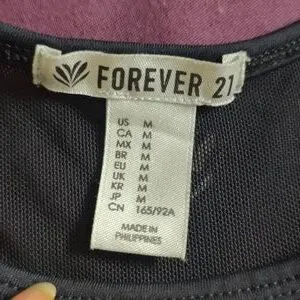 FOREVER 21
US M
CA M
MX M
BR M
EU M
UK M
KR M
JP M
CN 165/92A
MADE IN
PHILIPPINES